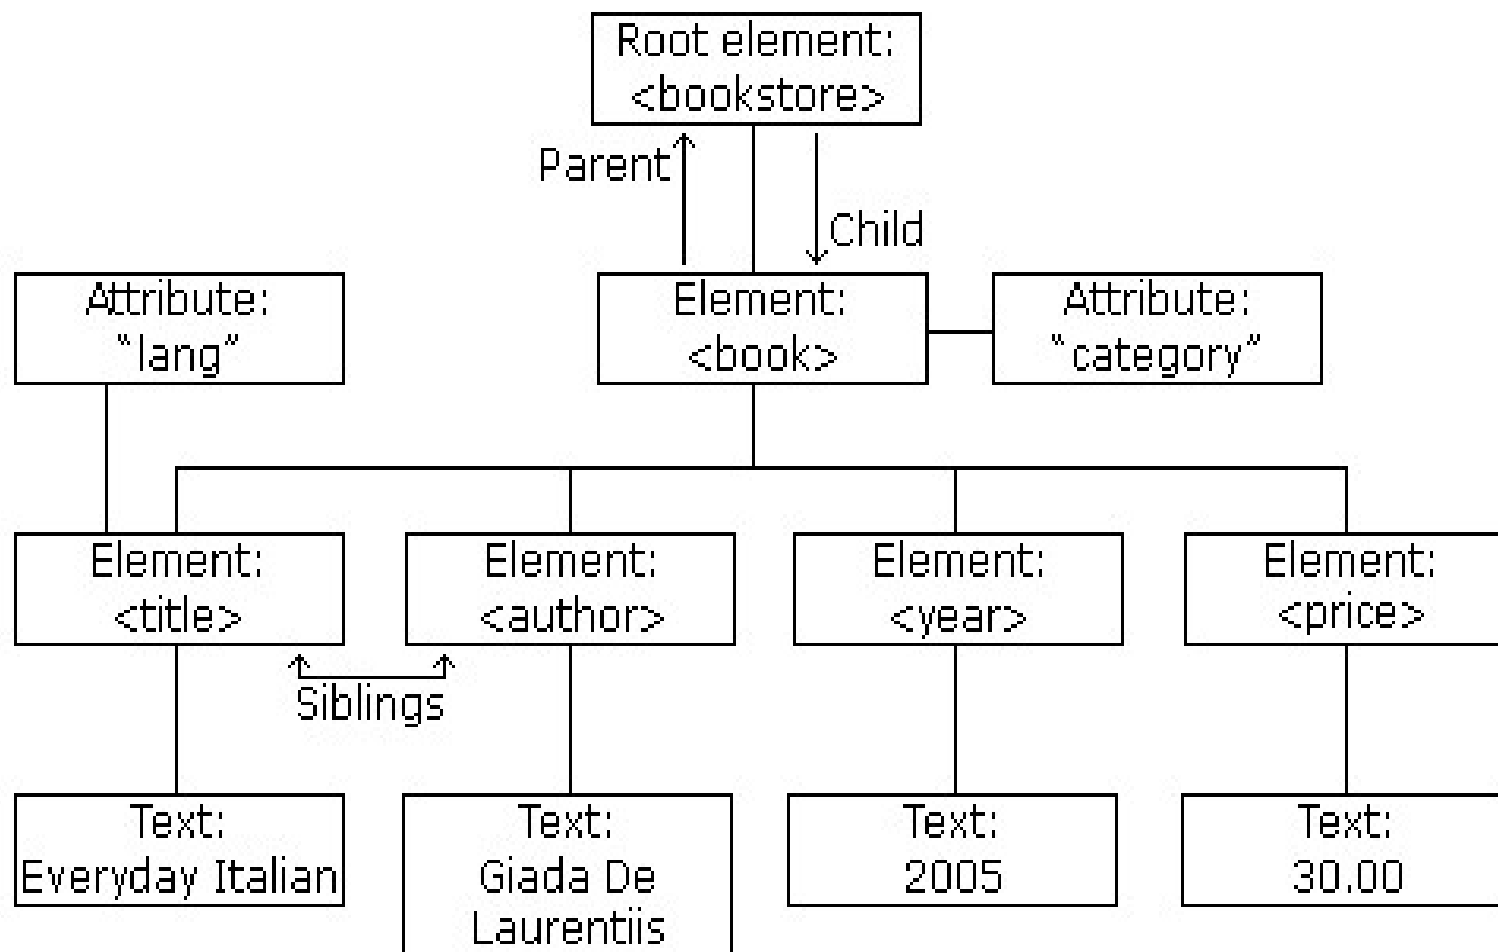 Root element:
<bookstore>
Parent
Child
Attribute:
“lang”
Element:
<book>
Attribute:
“category”
Element:
<title>
Element:
<author>
Element:
<year>
Element:
<price>
Siblings
Text:
Everyday Italian
Text:
Giada De
Laurentiis
Text:
2005
Text:
30.00